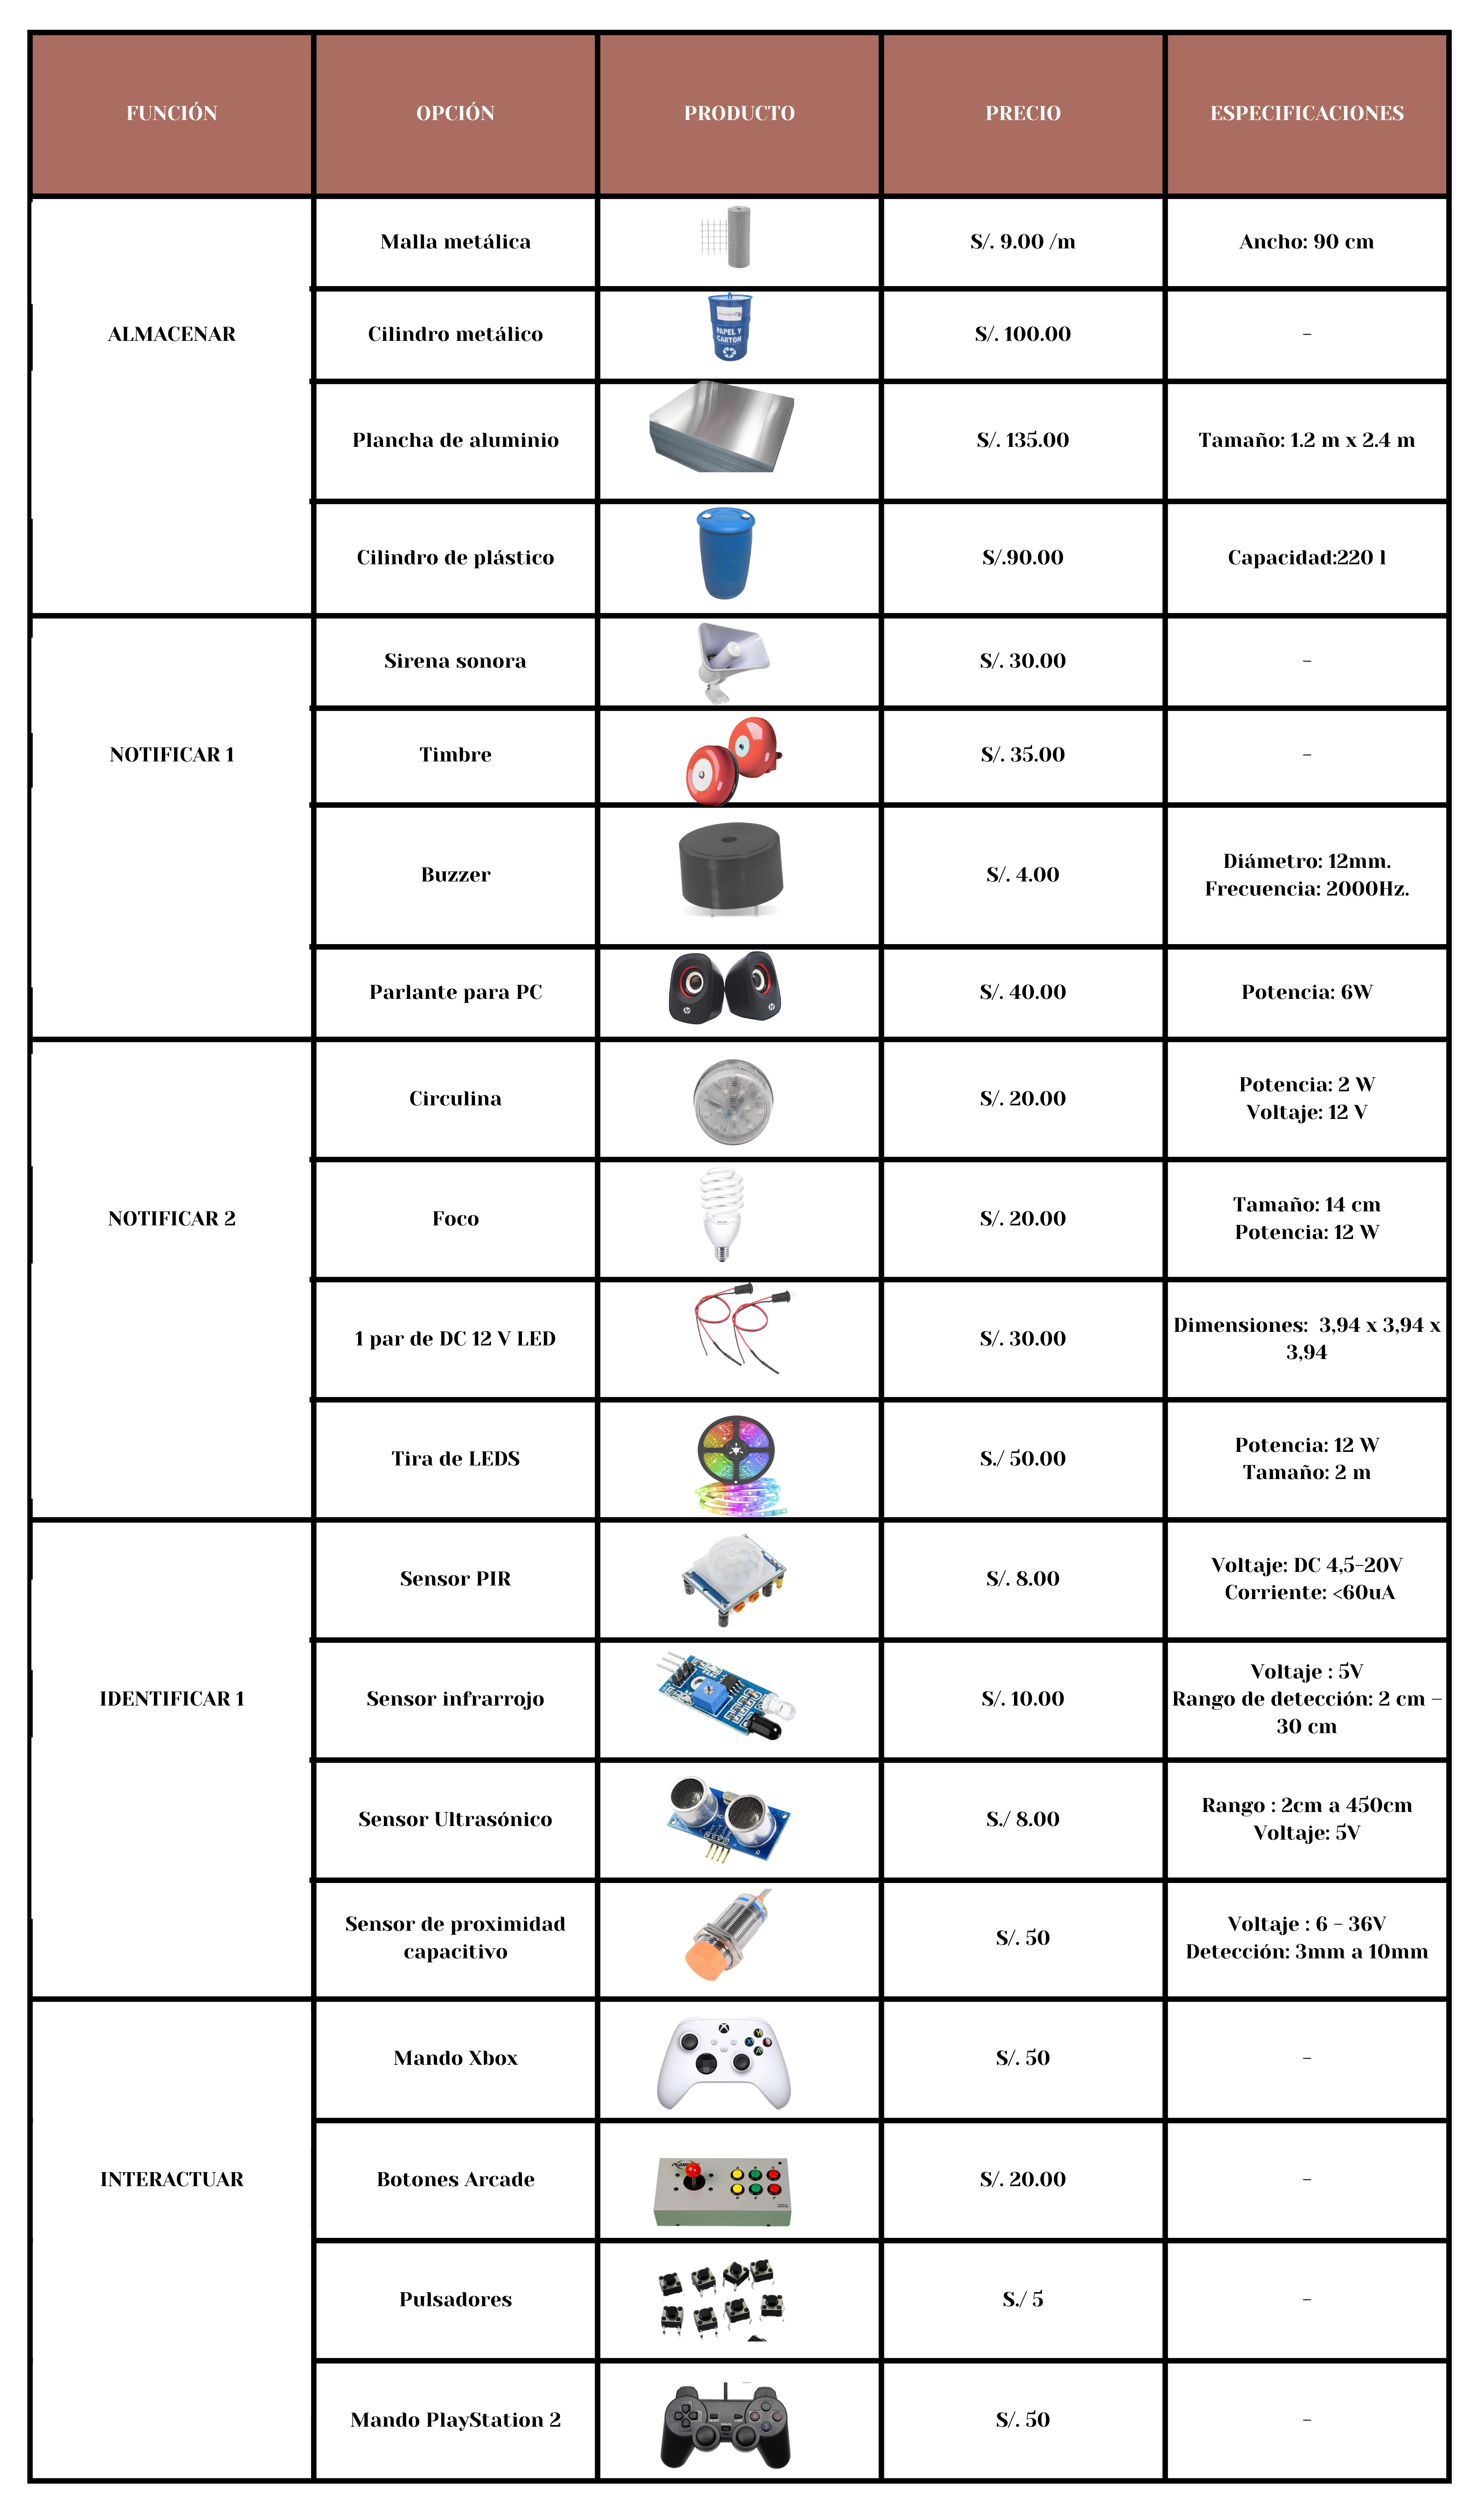 FUNCIÓN
OPCIÓN
PRODUCTO
PRECIO
ESPECIFICACIONES
ALMACENAR
Malla metálica
S/. 9.00 /m
Ancho: 90 cm
Cilindro metálico
PAPEL Y
CARTON
S/. 100.00
-
Plancha de aluminio
S/. 135.00
Tamaño: 1.2 m x 2.4 m
Cilindro de plástico
S/.90.00
Capacidad:220 l
NOTIFICAR 1
Sirena sonora
S/. 30.00
-
Timbre
S/. 35.00
-
Buzzer
S/. 4.00
Diámetro: 12mm.
Frecuencia: 2000Hz.
Parlante para PC
S/. 40.00
Potencia: 6W
NOTIFICAR 2
Circulina
S/. 20.00
Potencia: 2 W
Voltaje: 12 V
Foco
S/. 20.00
Tamaño: 14 cm
Potencia: 12 W
1 par de DC 12 V LED
S/. 30.00
Dimensiones:  3,94 x 3,94 x
3,94
Tira de LEDS
S./ 50.00
Potencia: 12 W
Tamaño: 2 m
IDENTIFICAR 1
Sensor PIR
S/. 8.00
Voltaje: DC 4,5-20V
Corriente: <60uA
Sensor infrarrojo
S/. 10.00
Voltaje : 5V
Rango de detección: 2 cm –
30 cm
Sensor Ultrasónico
S./ 8.00
Rango : 2cm a 450cm
Voltaje: 5V
Sensor de proximidad
capacitivo
S/. 50
Voltaje : 6 - 36V
Detección: 3mm a 10mm
INTERACTUAR
Mando Xbox
S/. 50
-
Botones Arcade
S/. 20.00
-
Pulsadores
S./ 5
-
Mando PlayStation 2
S/. 50
-